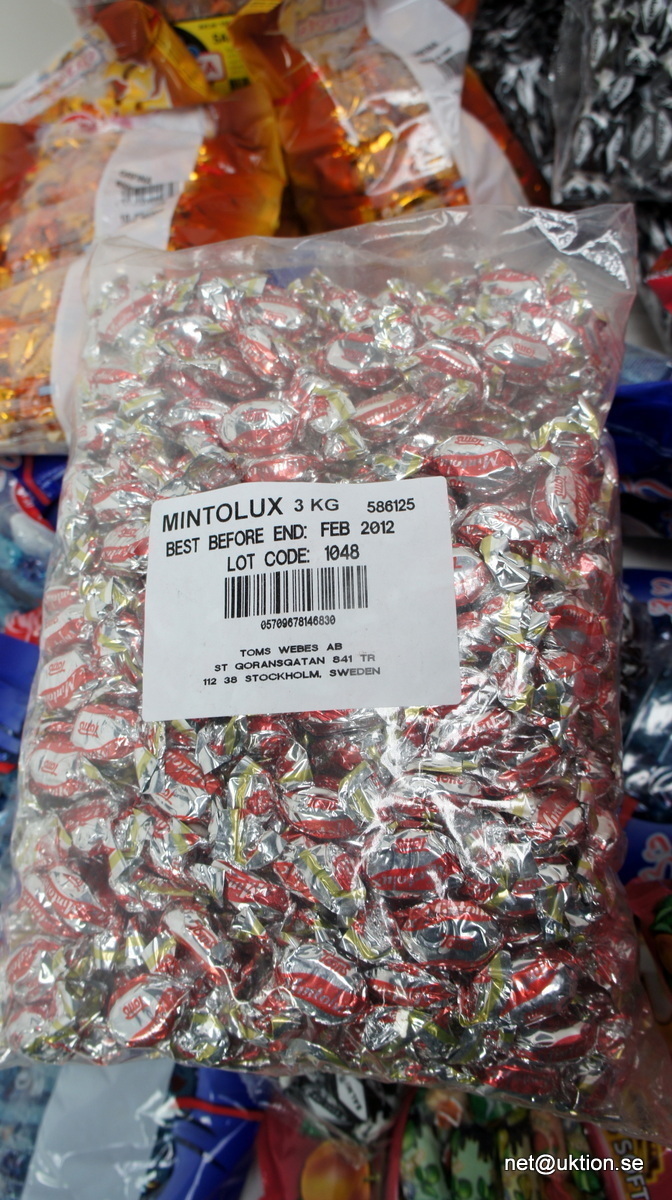 MINTOLUX 3 KG 586125
BEST BEFORE END: FEB 2012
LOT CODE: 1048
05709678146830
TOMS WEBES AB
ST GORANSGATAN 841 TR
112 38 STOCKHOLM, SWEDEN
net@uktion.se